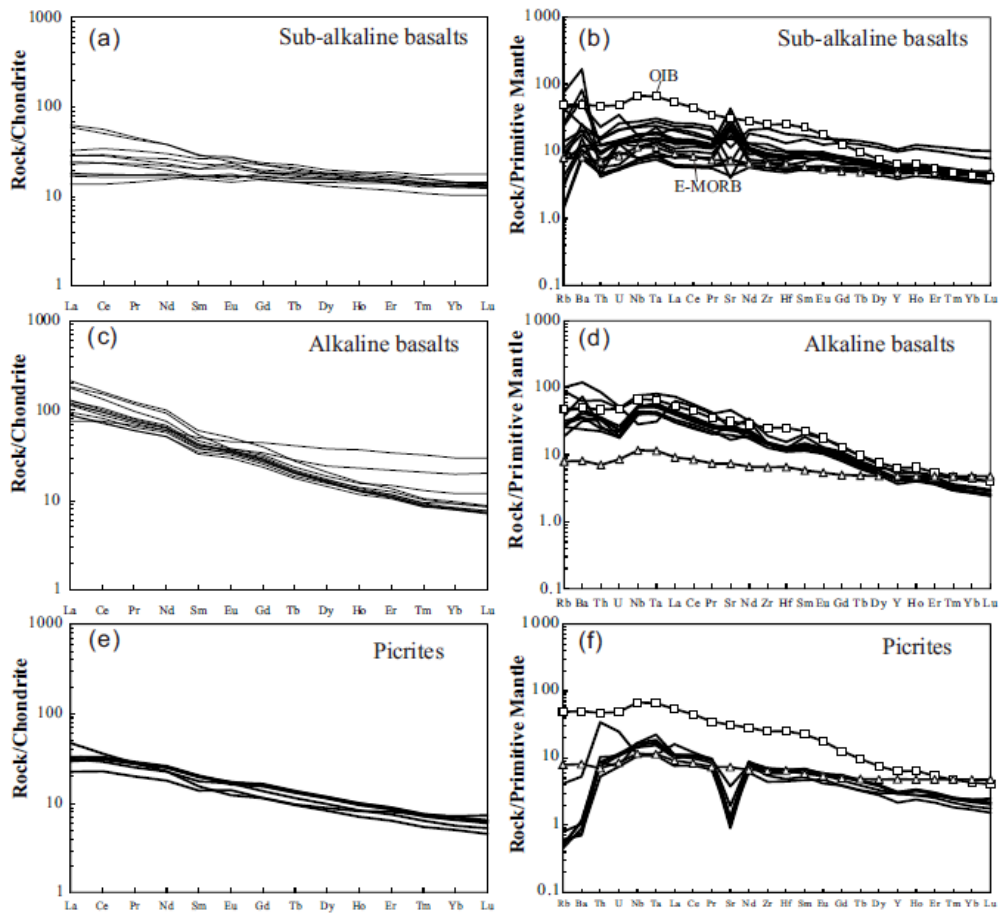 (a)
Sub-alkaline basalts
Rock/Chondrite
1000
100
10
1
La Ce Pr Nd Sm Eu Gd Tb Dy Ho Er Tm Yb Lu
(b)
Sub-alkaline basalts
OIB
E-MORB
Rock/Primitive Mantle
1000
100
10
1.0
0.1
Rb Ba Th U Nb Ta La Ce Pr Sr Nd Zr Hf Sm Eu Gd Tb Dy Y Ho Er Tm Yb Lu
(c)
Alkaline basalts
Rock/Chondrite
1000
100
10
1
La Ce Pr Nd Sm Eu Gd Tb Dy Ho Er Tm Yb Lu
(d)
Alkaline basalts
Rock/Primitive Mantle
1000
100
10
1.0
0.1
Rb Ba Th U Nb Ta La Ce Pr Sr Nd Zr Hf Sm Eu Gd Tb Dy Y Ho Er Tm Yb Lu
(e)
Picrites
Rock/Chondrite
1000
100
10
1
La Ce Pr Nd Sm Eu Gd Tb Dy Ho Er Tm Yb Lu
(f)
Picrites
Rock/Primitive Mantle
1000
100
10
1
0.1
Rb Ba Th U Nb Ta La Ce Pr Sr Nd Zr Hf Sm Eu Gd Tb Dy Y Ho Er Tm Yb Lu